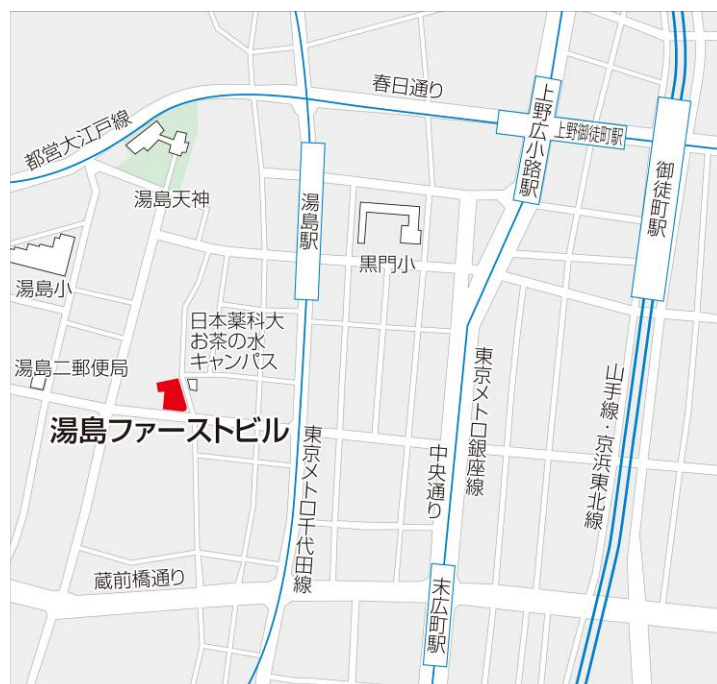 春日通り
都営大江戸線
上野広小路駅
上野御徒町駅
御徒町駅
湯島天神
湯島駅
黒門小
湯島小
日本薬科大
お茶の水
キャンパス
湯島二郵便局
湯島ファーストビル
東京メトロ千代田線
中央通り
東京メトロ銀座線
山手線・京浜東北線
蔵前橋通り
末広町駅